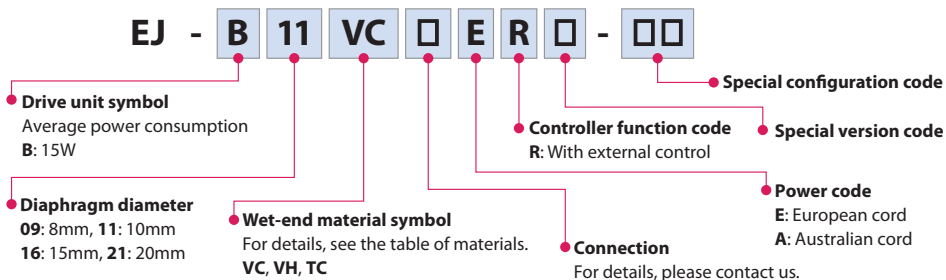 EJ - B 11 VC □ E R □ - □□
Special configuration code
Drive unit symbol
Average power consumption
B: 15W
Controller function code
R: With external control
Special version code
Diaphragm diameter
09: 8mm, 11: 10mm
16: 15mm, 21: 20mm
Wet-end material symbol
For details, see the table of materials.
VC, VH, TC
Connection
For details, please contact us.
Power code
E: European cord
A: Australian cord